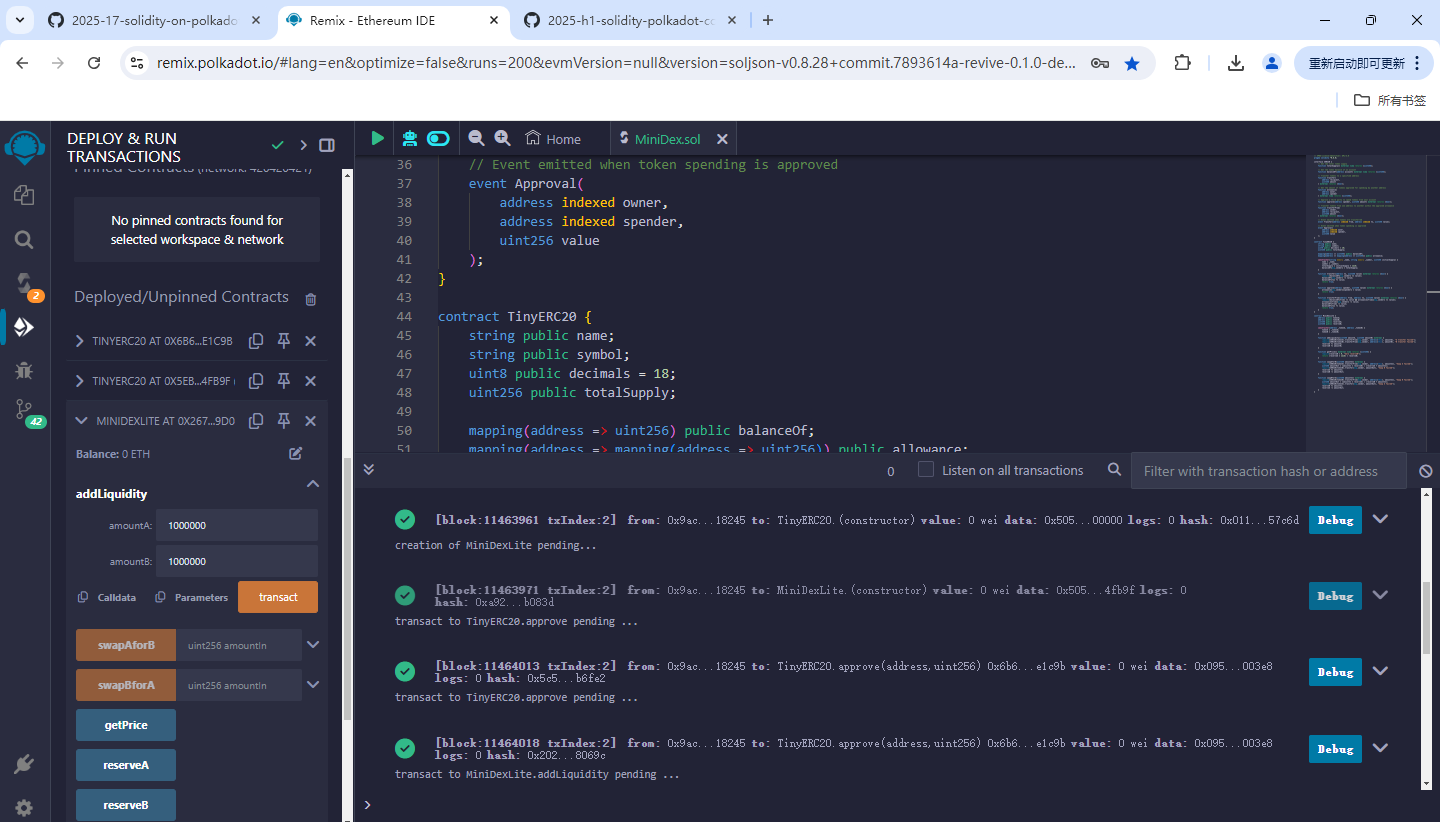 2025-17-solidity-on-polkado
Remix - Ethereum IDE
2025-h1-solidity-polkadot-co
remix.polkadot.io/#lang=en&optimize=false&runs=200&evmVersion=null&version=soljson-v0.8.28+commit.7893614a-revive-0.1.0-de...
重新启动即可更新
所有书签
DEPLOY & RUN
TRANSACTIONS
Pinned Contracts (network: 420420421)
No pinned contracts found for
selected workspace & network
Deployed/Unpinned Contracts
TINYERC20 AT 0X6B6...E1C9B
TINYERC20 AT 0X5EB...4FB9F (
MINIDEXLITE AT 0X267...9D0
Balance: 0 ETH
addLiquidity
amountA: 1000000
amountB: 1000000
Calldata Parameters transact
swapAforB uint256 amountIn
swapBforA uint256 amountIn
getPrice
reserveA
reserveB
2
42
Home
MiniDex.sol
36 // Event emitted when token spending is approved
37 event Approval(
38 address indexed owner,
39 address indexed spender,
40 uint256 value
41 );
42 }
43
44 contract TinyERC20 {
45 string public name;
46 string public symbol;
47 uint8 public decimals = 18;
48 uint256 public totalSupply;
49
50 mapping(address => uint256) public balanceOf;
51 mapping(address => mapping(address => uint256)) public allowance;
0 Listen on all transactions Filter with transaction hash or address
[block:11463961 txIndex:2] from: 0x9ac...18245 to: TinyERC20.(constructor) value: 0 wei data: 0x505...00000 logs: 0 hash: 0x011...57c6d Debug
creation of MiniDexLite pending...
[block:11463971 txIndex:2] from: 0x9ac...18245 to: MiniDexLite.(constructor) value: 0 wei data: 0x505...4fb9f logs: 0 Debug
hash: 0xa92...b083d
transact to TinyERC20.approve pending ...
[block:11464013 txIndex:2] from: 0x9ac...18245 to: TinyERC20.approve(address,uint256) 0x6b6...e1c9b value: 0 wei data: 0x095...003e8 Debug
logs: 0 hash: 0x5c5...b6fe2
transact to TinyERC20.approve pending ...
[block:11464018 txIndex:2] from: 0x9ac...18245 to: TinyERC20.approve(address,uint256) 0x6b6...e1c9b value: 0 wei data: 0x095...003e8 Debug
logs: 0 hash: 0x202...8069c
transact to MiniDexLite.addLiquidity pending ...
>